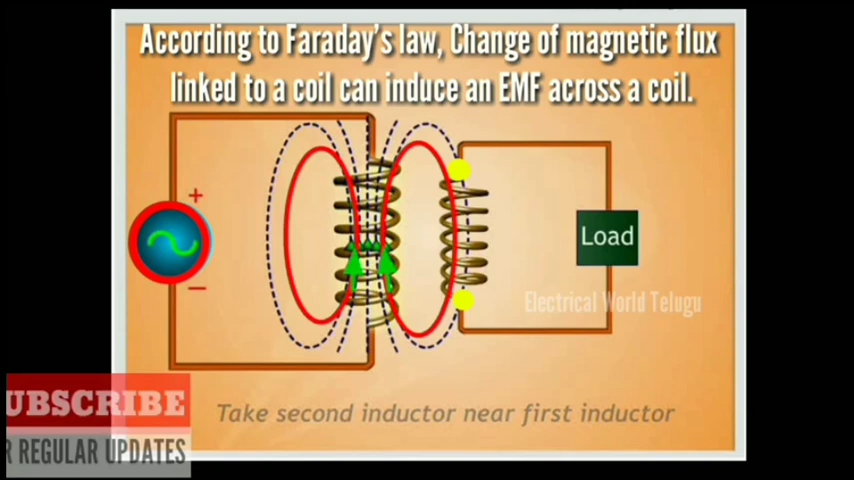 According to Faraday's law, Change of magnetic flux
linked to a coil can induce an EMF across a coil.
+
−
Load
Electrical World Telugu
Take second inductor near first inductor
UBSCRIBE
R REGULAR UPDATES